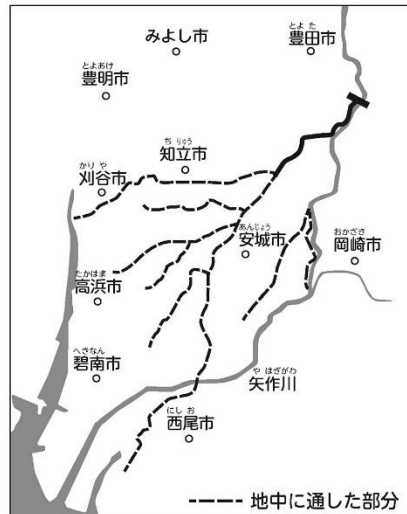 みよし市
とよた
豊田市
とよあけ
豊明市
ちりゅう
知立市
かりや
刈谷市
あんじょう
安城市
おかざき
岡崎市
たかはま
高浜市
へきなん
碧南市
やはぎがわ
矢作川
にしお
西尾市
地中に通した部分